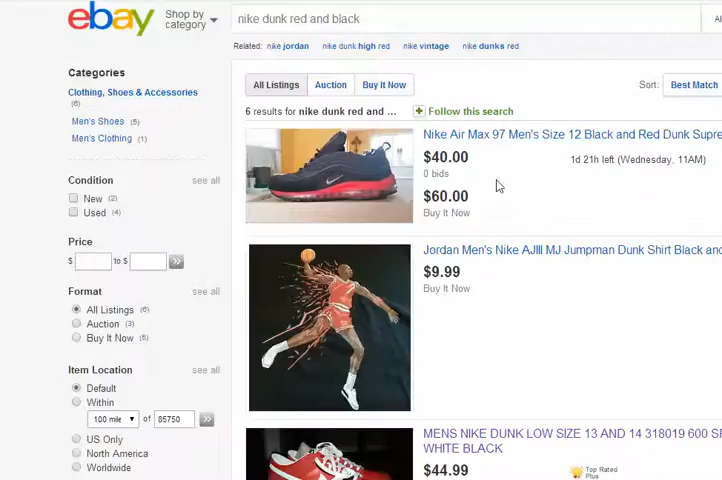 ebay
Shop by
category
nike dunk red and black
Related: nike jordan nike dunk high red nike vintage nike dunks red
Categories
Clothing, Shoes & Accessories
(6)
Men's Shoes (5)
Men's Clothing (1)
Condition see all
New (2)
Used (4)
Price
$ to $
Format see all
All Listings (6)
Auction (3)
Buy It Now (5)
Item Location see all
Default
Within
100 mile of 85750
US Only
North America
Worldwide
All Listings Auction Buy It Now Sort: Best Match
6 results for nike dunk red and ... Follow this search
Nike Air Max 97 Men's Size 12 Black and Red Dunk Supre
$40.00 1d 21h left (Wednesday, 11AM)
0 bids
$60.00
Buy It Now
Jordan Men's Nike AJIII MJ Jumpman Dunk Shirt Black and
$9.99
Buy It Now
MENS NIKE DUNK LOW SIZE 13 AND 14 318019 600 SP
WHITE BLACK
$44.99 Top Rated
Plus